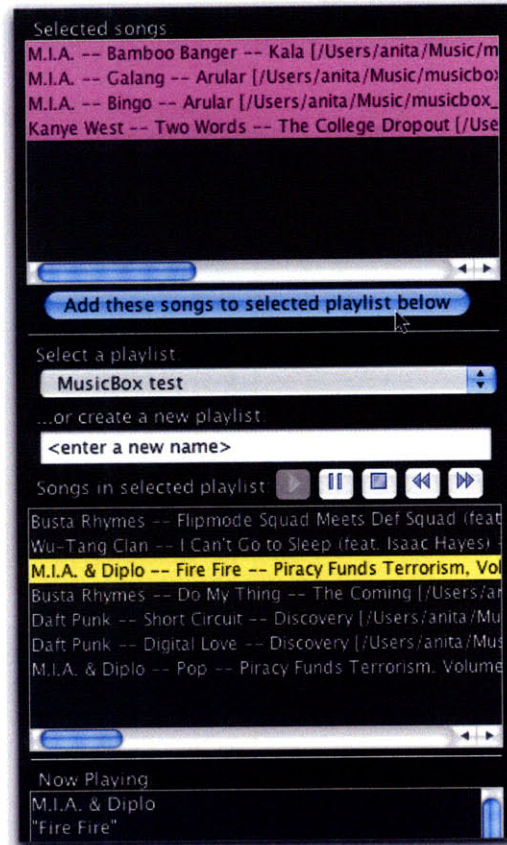 Selected songs:
M.I.A. -- Bamboo Banger -- Kala [/Users/anita/Music/m
M.I.A. -- Galang -- Arular [/Users/anita/Music/musicbox
M.I.A. -- Bingo -- Arular [/Users/anita/Music/musicbox_
Kanye West -- Two Words -- The College Dropout [/Use
Add these songs to selected playlist below
Select a playlist:
MusicBox test
...or create a new playlist:
<enter a new name>
Songs in selected playlist:
Busta Rhymes -- Flipmode Squad Meets Def Squad (feat
Wu-Tang Clan -- I Can't Go to Sleep (feat. Isaac Hayes) -
M.I.A. & Diplo -- Fire Fire -- Piracy Funds Terrorism, Vol
Busta Rhymes -- Do My Thing -- The Coming [/Users/an
Daft Punk -- Short Circuit -- Discovery [/Users/anita/Mu
Daft Punk -- Digital Love -- Discovery [/Users/anita/Mus
M.I.A. & Diplo -- Pop -- Piracy Funds Terrorism, Volume
Now Playing
M.I.A. & Diplo
"Fire Fire"